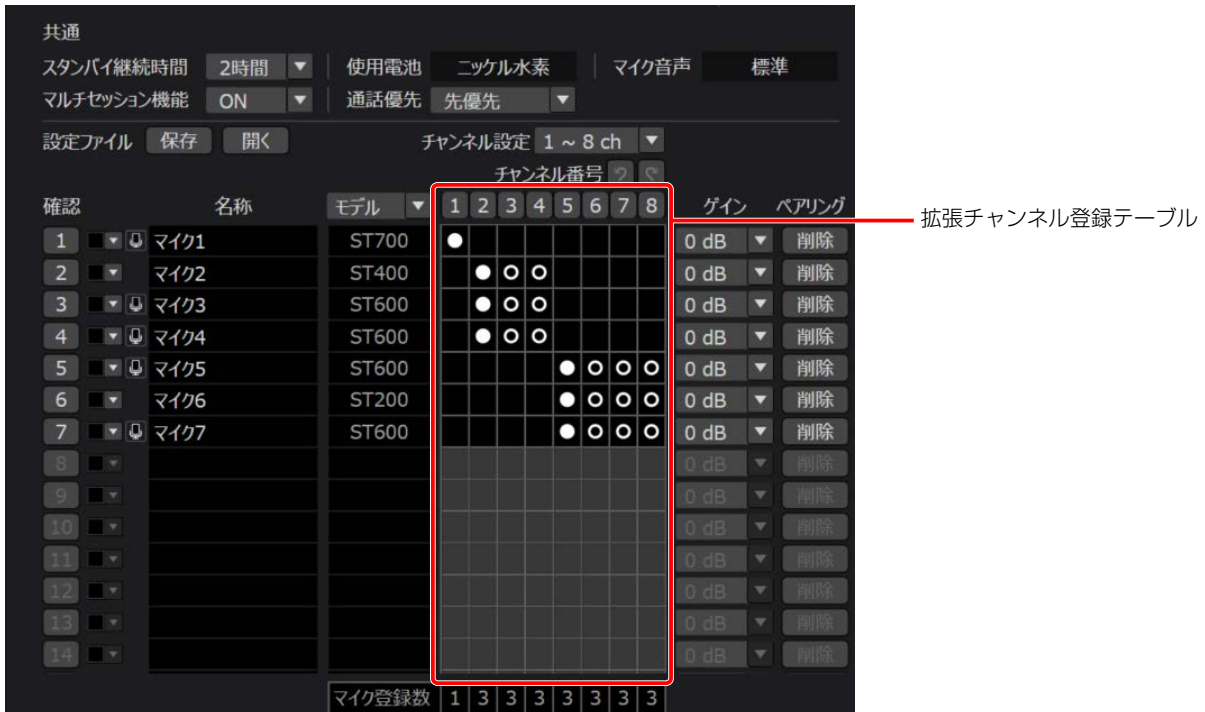 共通
スタンバイ継続時間 2時間 使用電池 ニッケル水素 マイク音声 標準
マルチセッション機能 ON 通話優先 先優先
設定ファイル 保存 開く チャンネル設定 1 ~ 8 ch
チャンネル番号
確認 名称 モデル 1 2 3 4 5 6 7 8 ゲイン ペアリング
拡張チャンネル登録テーブル
1 マイク1 ST700 0 dB 削除
2 マイク2 ST400 0 dB 削除
3 マイク3 ST600 0 dB 削除
4 マイク4 ST600 0 dB 削除
5 マイク5 ST600 0 dB 削除
6 マイク6 ST200 0 dB 削除
7 マイク7 ST600 0 dB 削除
8 0 dB 削除
9 0 dB 削除
10 0 dB 削除
11 0 dB 削除
12 0 dB 削除
13 0 dB 削除
14 0 dB 削除
マイク登録数 1 3 3 3 3 3 3 3